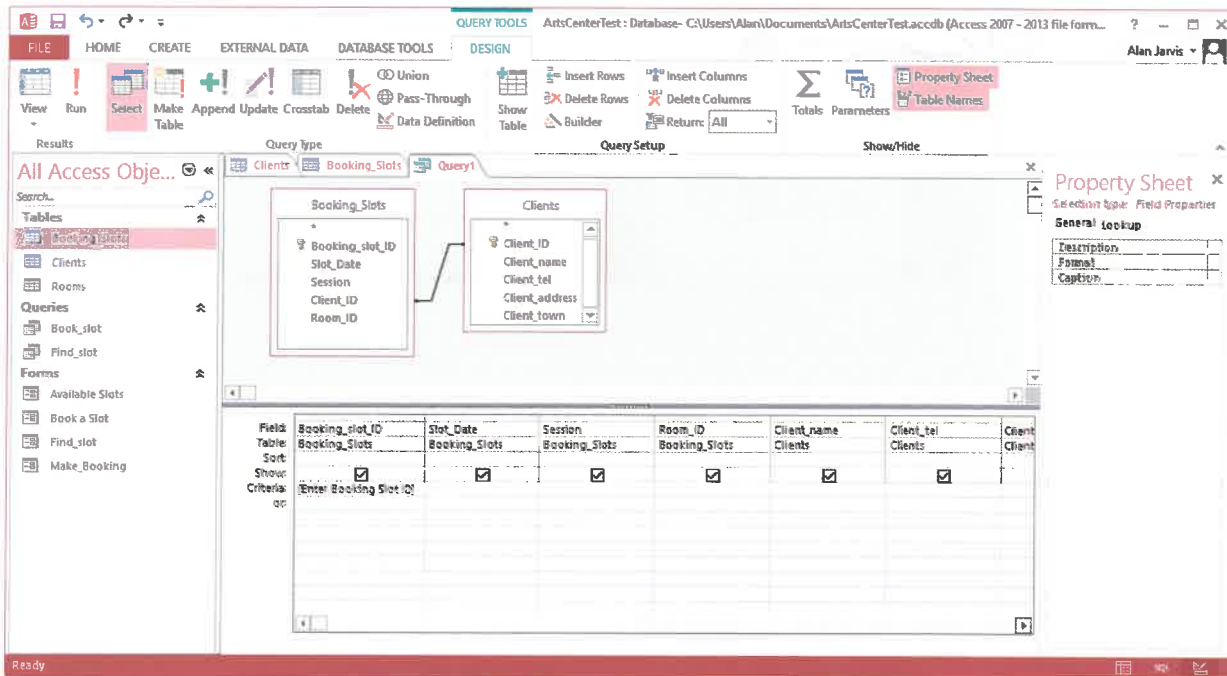 QUERY TOOLS ArtsCenterTest : Database- C:\Users\Alan\Documents\ArtsCenterTest.accdb (Access 2007 - 2013 file form... ?
FILE HOME CREATE EXTERNAL DATA DATABASE TOOLS DESIGN Alan Jarvis
View Run Select Make Table Append Update Crosstab Delete
Union
Pass-Through
Data Definition
Show Table
Insert Rows
Delete Rows
Builder
Insert Columns
Delete Columns
Return: All
Totals Parameters
Property Sheet
Table Names
Results Query Type Query Setup Show/Hide
All Access Obje...
Search...
Tables
Booking_Slots
Clients
Rooms
Queries
Book_slot
Find_slot
Forms
Available Slots
Book a Slot
Find_slot
Make_Booking
Clients Booking_Slots Query1
Booking_Slots
*
Booking_slot_ID
Slot_Date
Session
Client_ID
Room_ID
Clients
*
Client_ID
Client_name
Client_tel
Client_address
Client_town
Property Sheet
Selection type: Field Properties
General Lookup
Description
Format
Caption
Field: Booking_slot_ID Slot_Date Session Room_ID Client_name Client_tel Client
Table: Booking_Slots Booking_Slots Booking_Slots Booking_Slots Clients Clients Client
Sort:
Show:
Criteria: [Enter Booking Slot ID]
or:
Ready
SQL